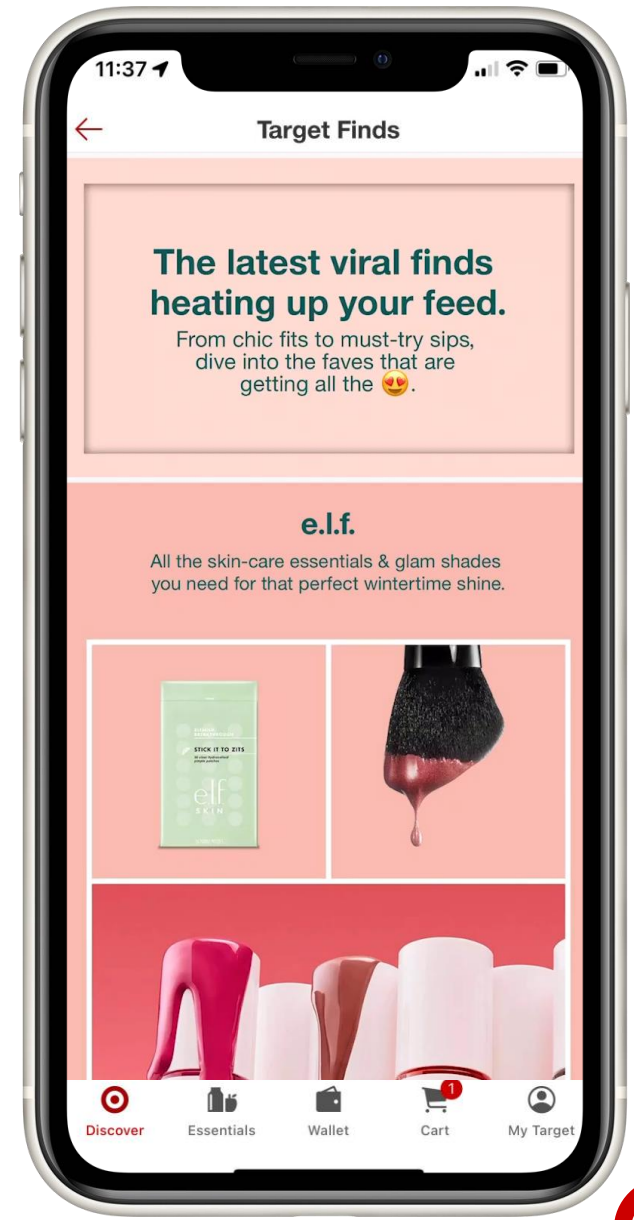 11:37
Target Finds
The latest viral finds
heating up your feed.
From chic fits to must-try sips,
dive into the faves that are
getting all the 😍.
e.l.f.
All the skin-care essentials & glam shades
you need for that perfect wintertime shine.
STICK IT TO ZITS
e.l.f.
SKIN
1
Discover
Essentials
Wallet
Cart
My Target